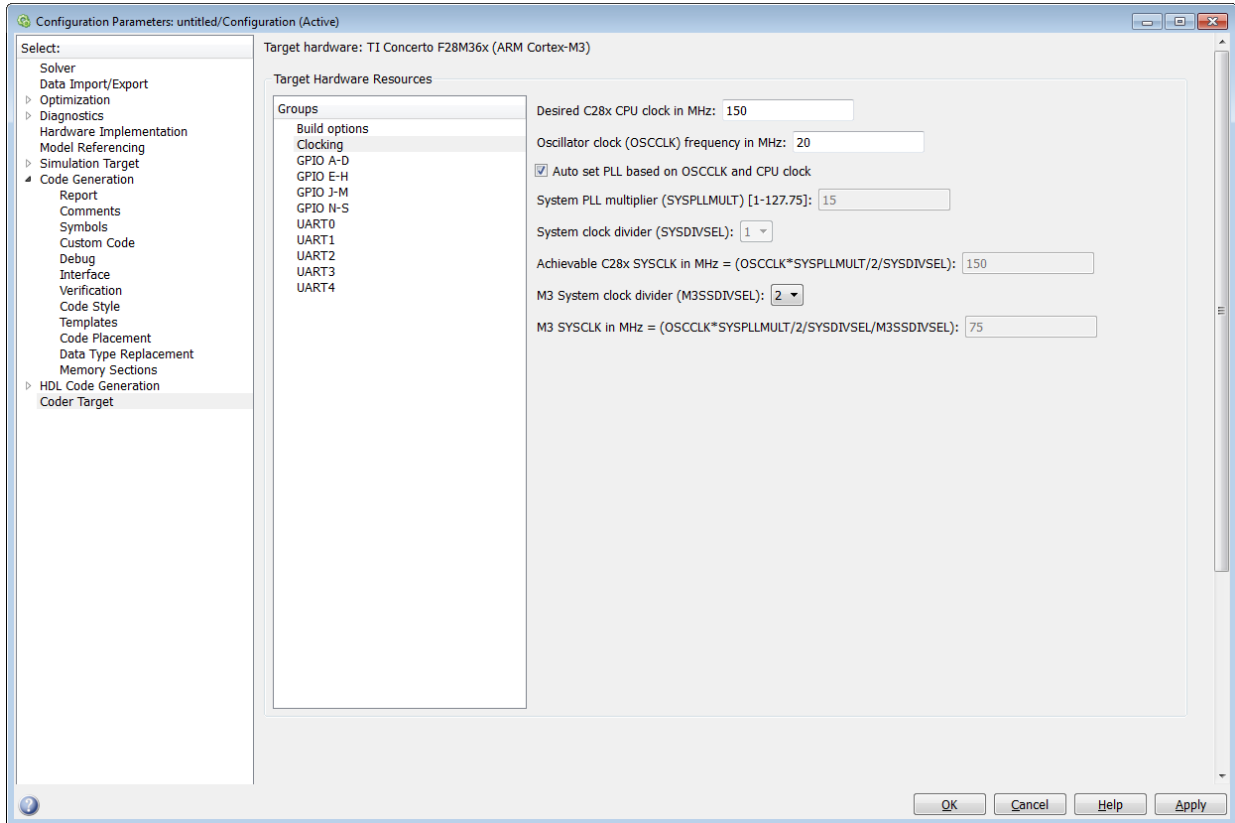 Configuration Parameters: untitled/Configuration (Active)
Select:
Solver
Data Import/Export
Optimization
Diagnostics
Hardware Implementation
Model Referencing
Simulation Target
Code Generation
Report
Comments
Symbols
Custom Code
Debug
Interface
Verification
Code Style
Templates
Code Placement
Data Type Replacement
Memory Sections
HDL Code Generation
Coder Target
Target hardware: TI Concerto F28M36x (ARM Cortex-M3)
Target Hardware Resources
Groups
Build options
Clocking
GPIO A-D
GPIO E-H
GPIO J-M
GPIO N-S
UART0
UART1
UART2
UART3
UART4
Desired C28x CPU clock in MHz: 150
Oscillator clock (OSCCLK) frequency in MHz: 20
Auto set PLL based on OSCCLK and CPU clock
System PLL multiplier (SYSPLLMULT) [1-127.75]: 15
System clock divider (SYSDIVSEL): 1
Achievable C28x SYSCLK in MHz = (OSCCLK*SYSPLLMULT/2/SYSDIVSEL): 150
M3 System clock divider (M3SSDIVSEL): 2
M3 SYSCLK in MHz = (OSCCLK*SYSPLLMULT/2/SYSDIVSEL/M3SSDIVSEL): 75
OK Cancel Help Apply